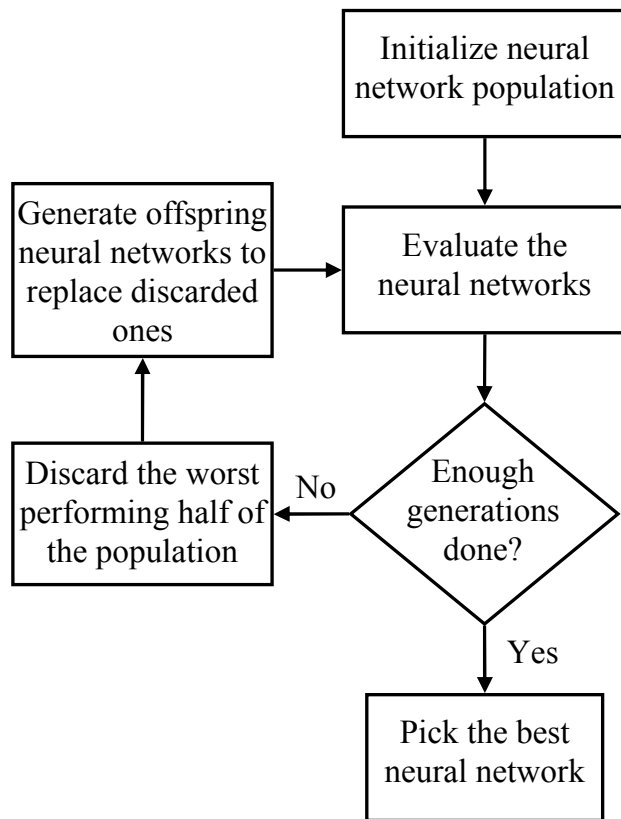 Initialize neural
network population
Generate offspring
neural networks to
replace discarded
ones
Evaluate the
neural networks
Discard the worst
performing half of
the population
No
Enough
generations
done?
Yes
Pick the best
neural network